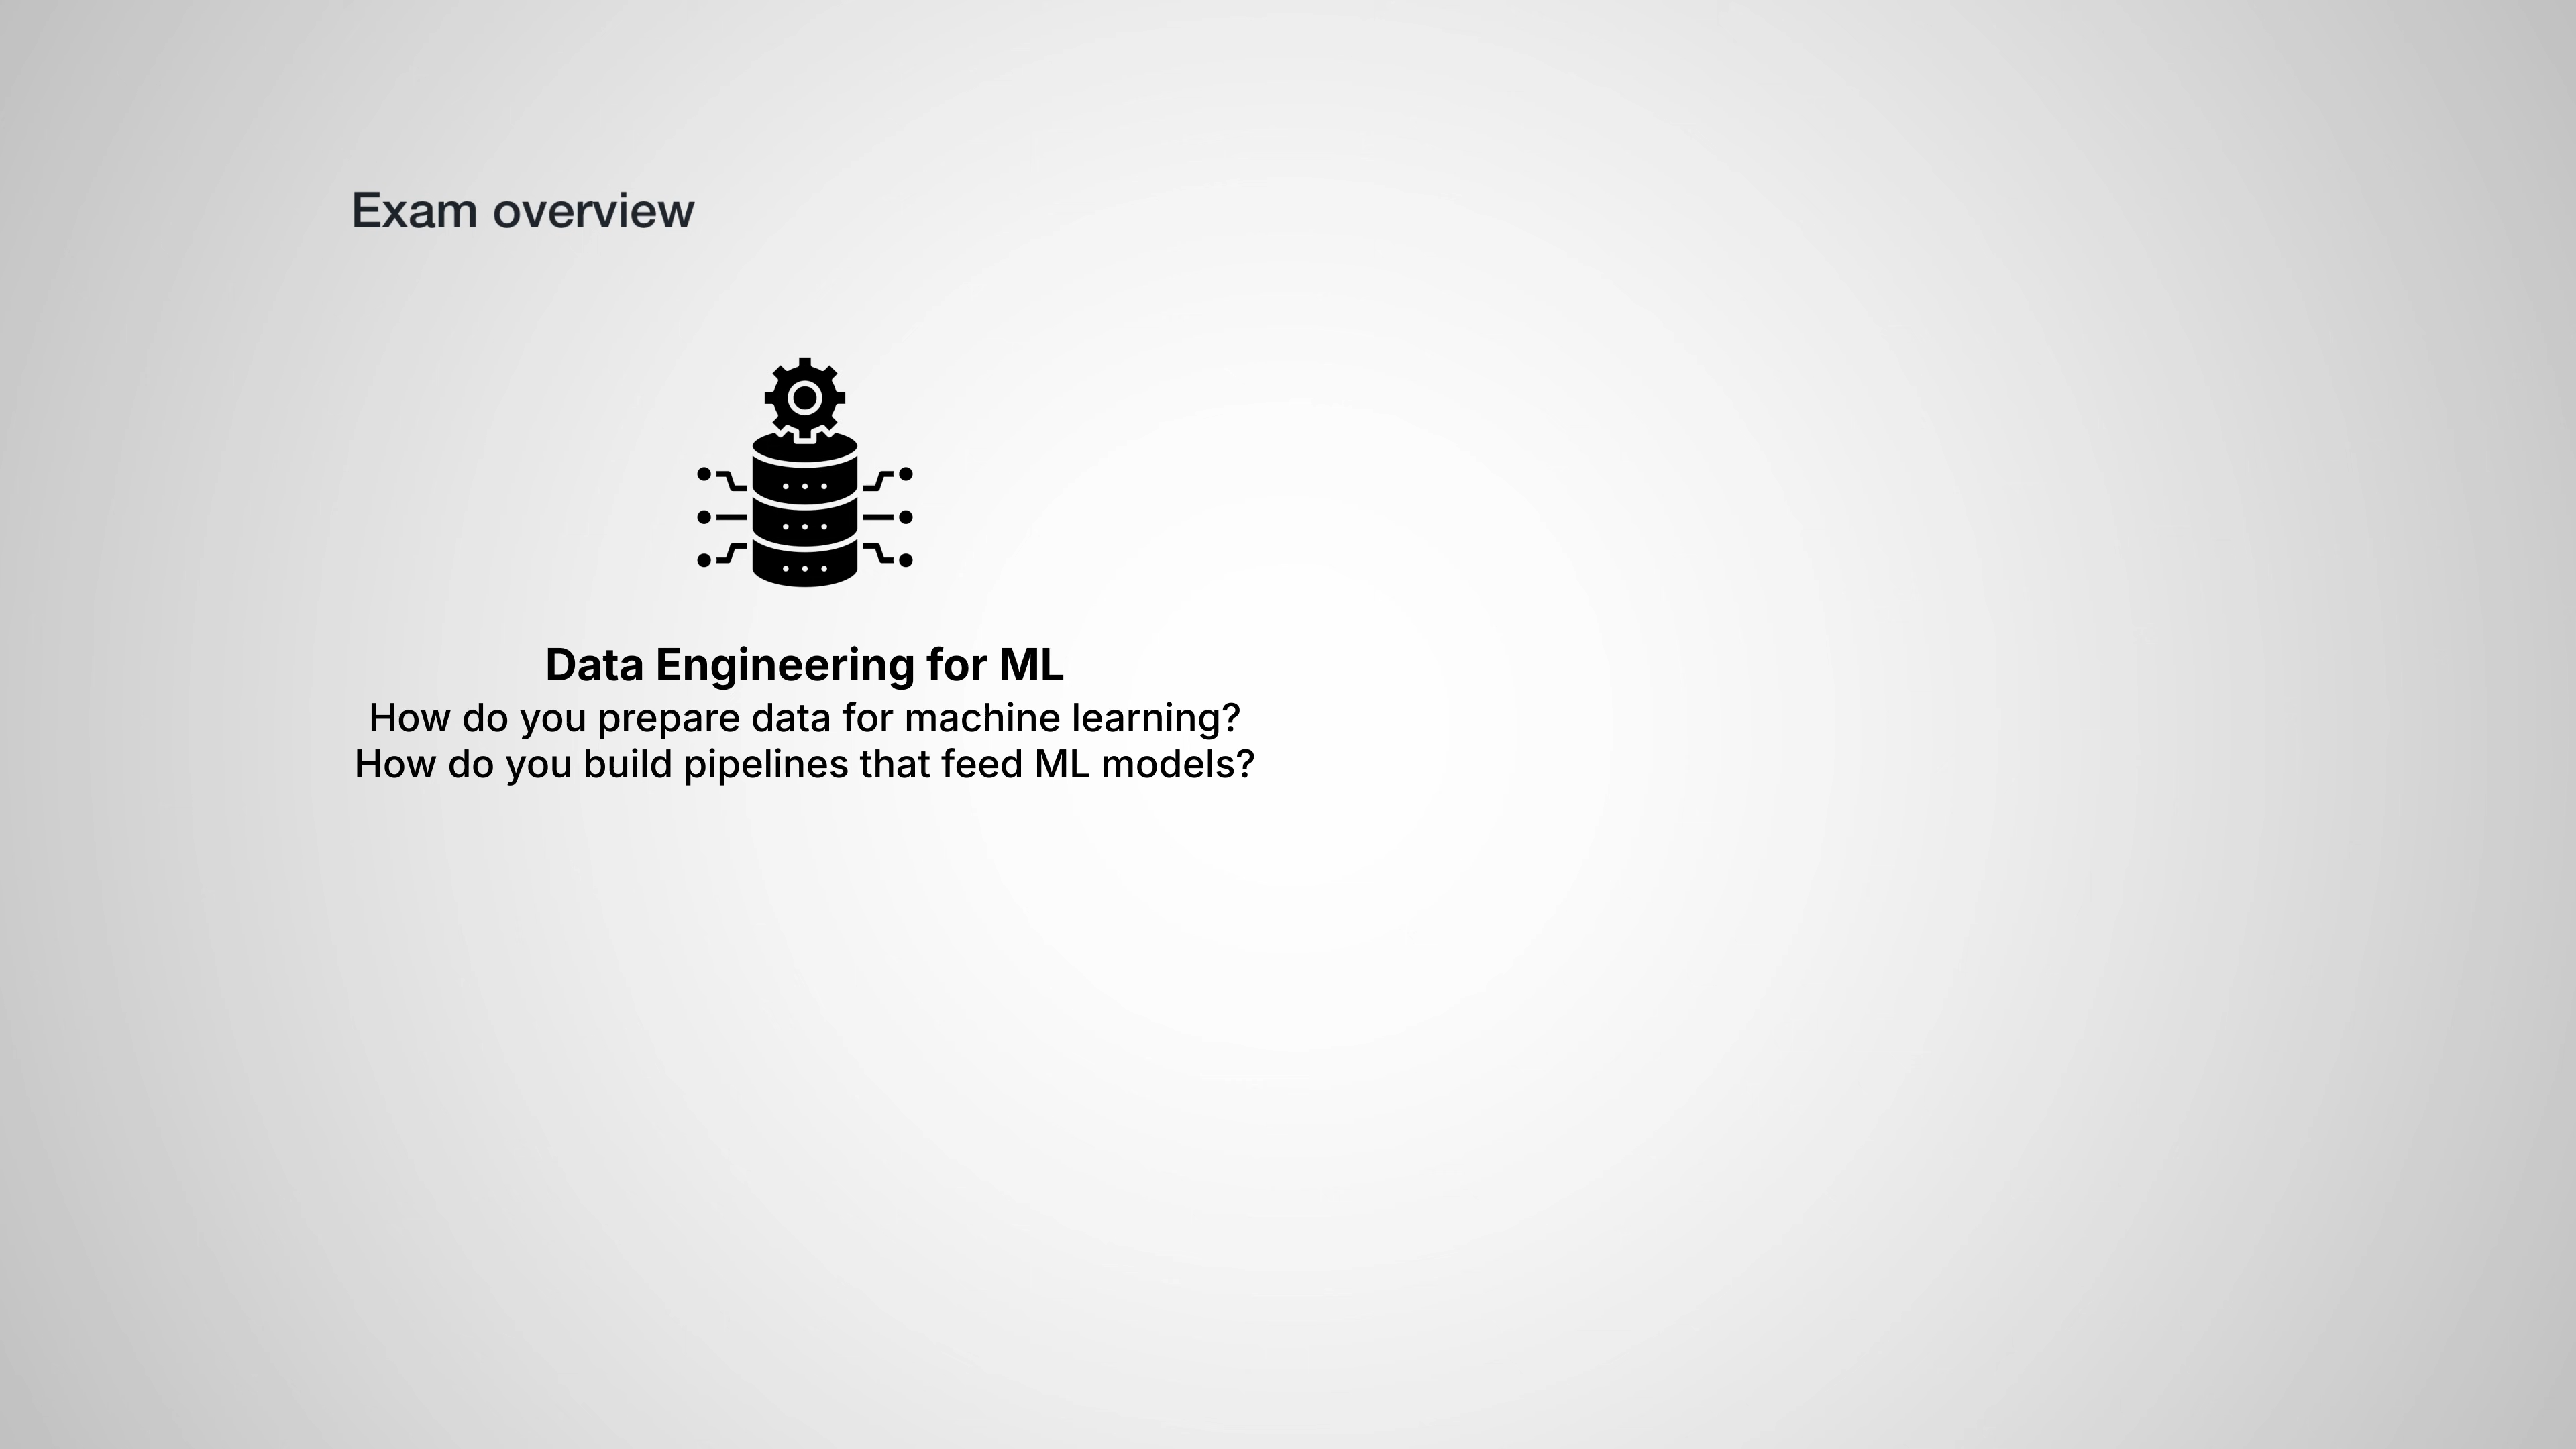 Exam overview
Data Engineering for ML
How do you prepare data for machine learning?
How do you build pipelines that feed ML models?